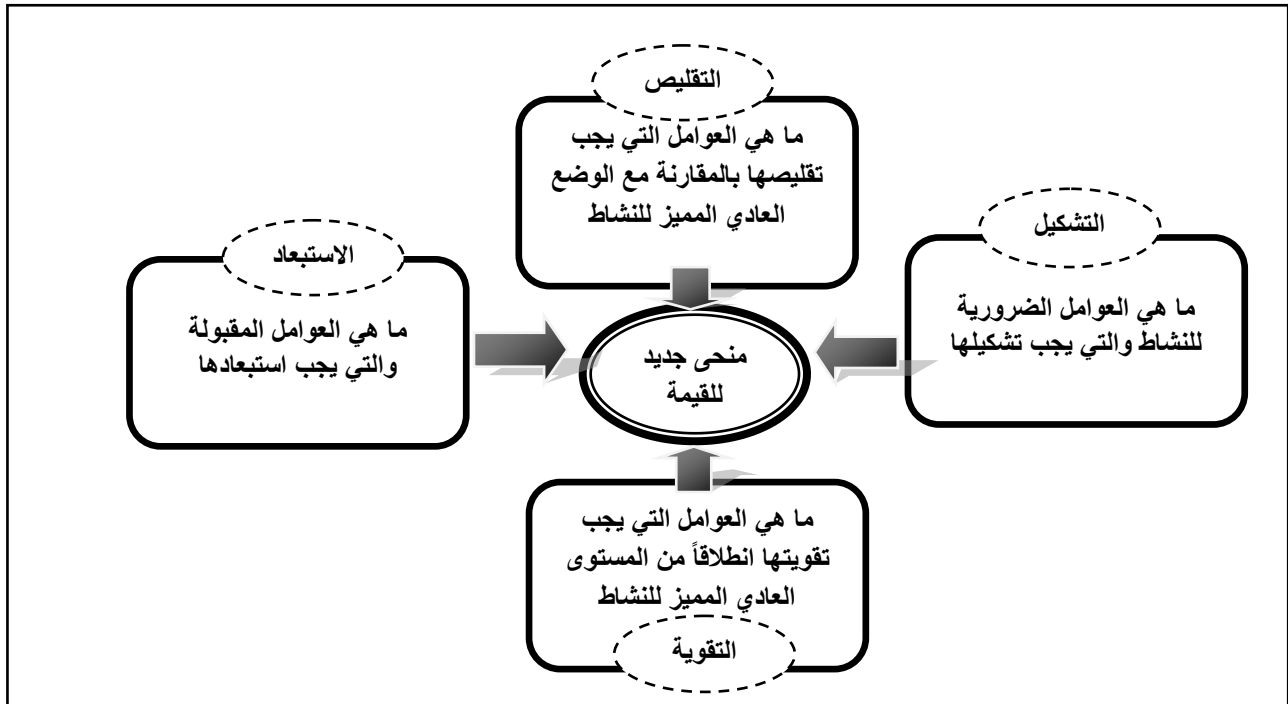 التقليص
ما هي العوامل التي يجب
تقليصها بالمقارنة مع الوضع
العادي المميز للنشاط
التشكيل
ما هي العوامل الضرورية
للنشاط والتي يجب تشكيلها
الاستبعاد
ما هي العوامل المقبولة
والتي يجب استبعادها
منحى جديد
للقيمة
ما هي العوامل التي يجب
تقويتها انطلاقاً من المستوى
العادي المميز للنشاط
التقوية